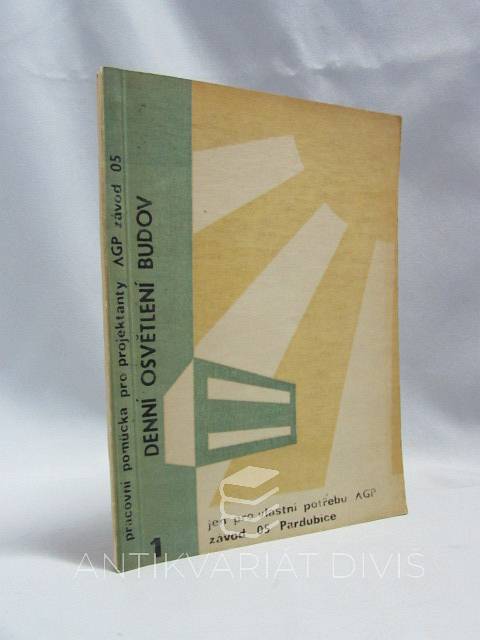 pracovní pomůcka pro projektanty AGP závod 05
DENNÍ OSVĚTLENÍ BUDOV
1
jen pro vlastní potřebu AGP
závod 05 Pardubice
ANTIKVARIÁT DIVIŠ